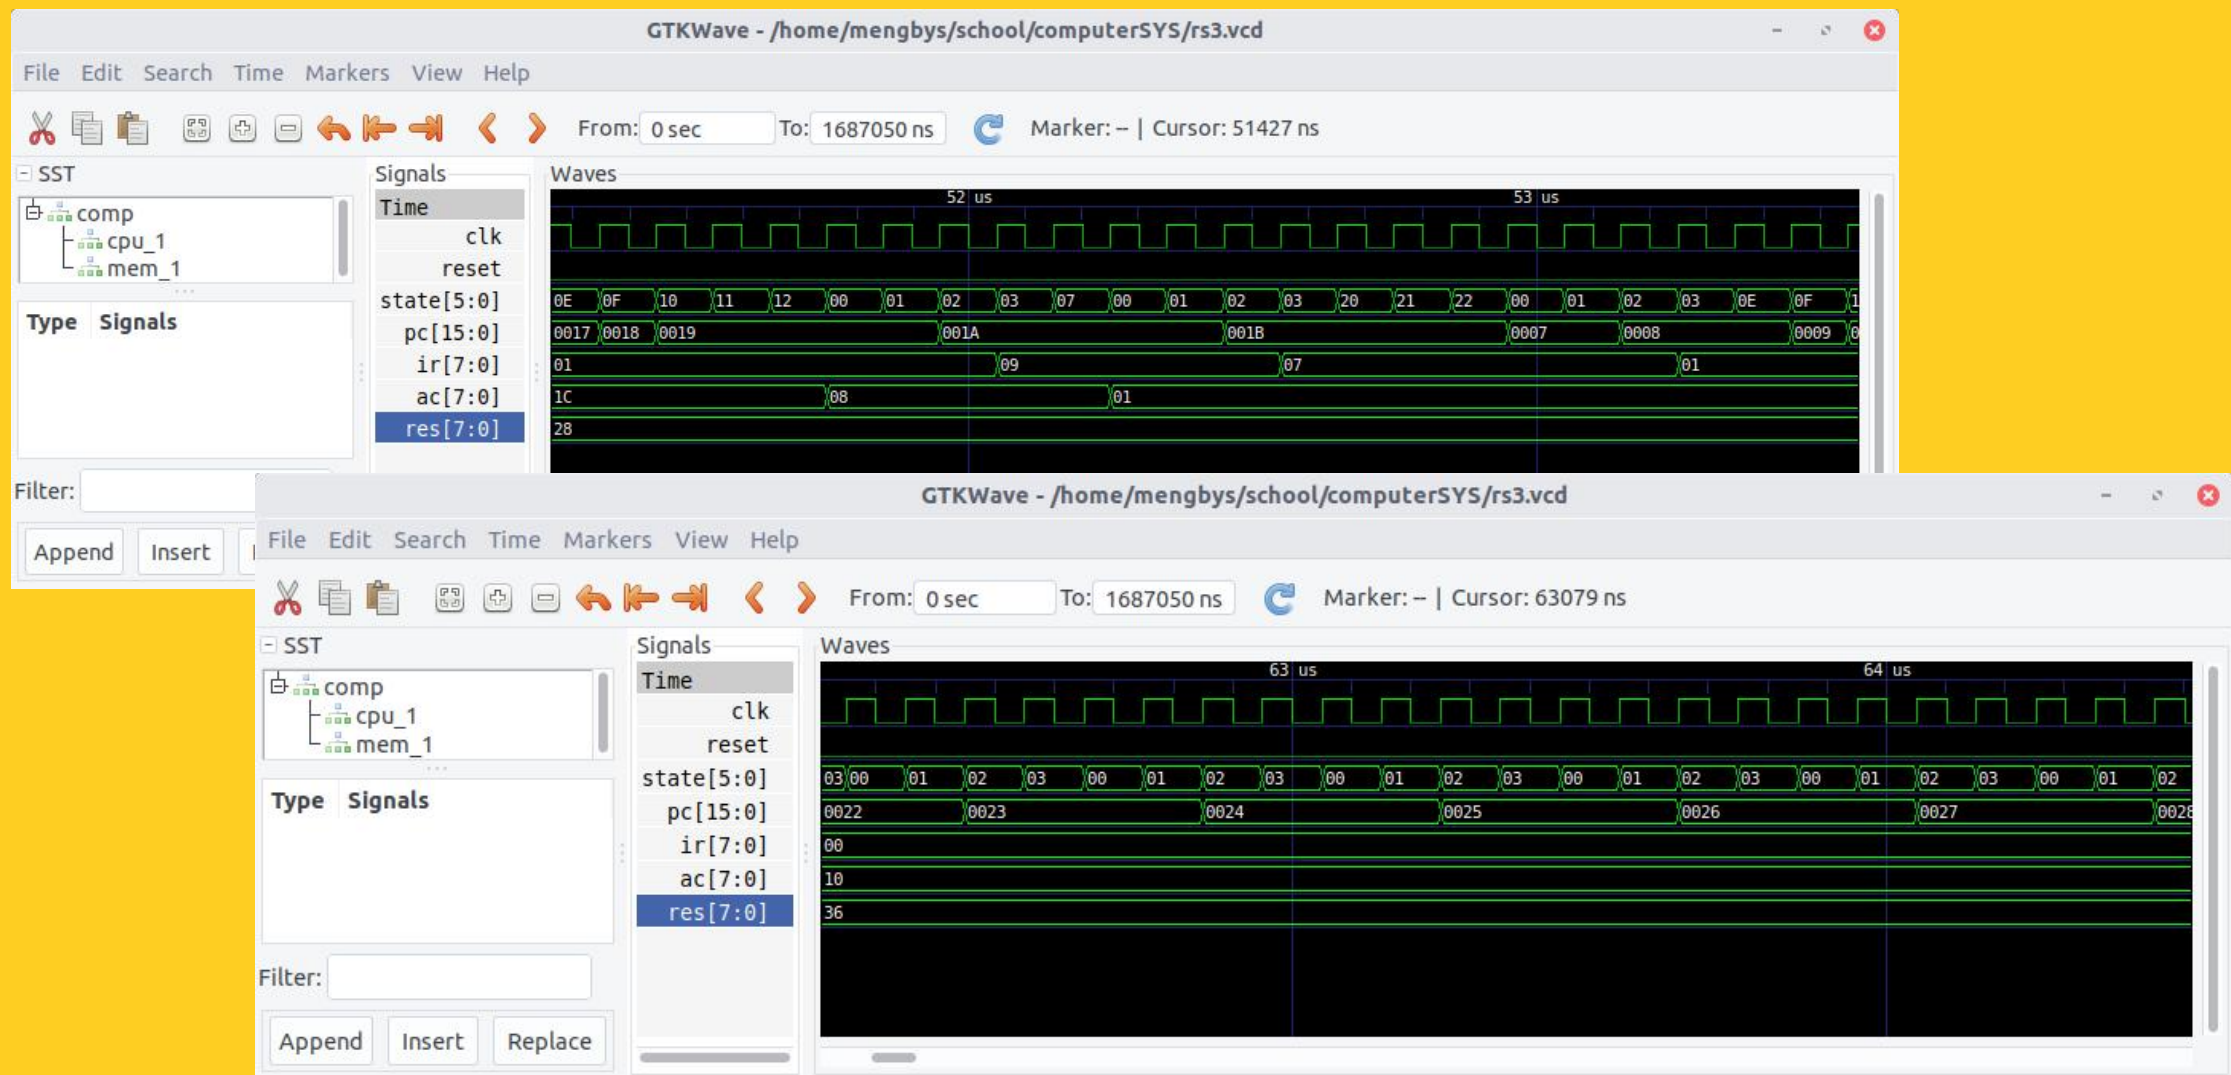 GTKWave - /home/mengbys/school/computerSYS/rs3.vcd
File Edit Search Time Markers View Help
From: 0 sec To: 1687050 ns Marker: -- | Cursor: 51427 ns
SST
comp
cpu_1
mem_1
Type Signals
Filter:
Append Insert
Signals
Time
clk
reset
state[5:0]
pc[15:0]
ir[7:0]
ac[7:0]
res[7:0]
Waves
52 us 53 us
0E 0F 10 11 12 00 01 02 03 07 00 01 02 03 20 21 22 00 01 02 03 0E 0F 1
0017 0018 0019 001A 001B 0007 0008 0009 0
01 09 07 01
1C 08 01
28
GTKWave - /home/mengbys/school/computerSYS/rs3.vcd
File Edit Search Time Markers View Help
From: 0 sec To: 1687050 ns Marker: -- | Cursor: 63079 ns
SST
comp
cpu_1
mem_1
Type Signals
Filter:
Append Insert Replace
Signals
Time
clk
reset
state[5:0]
pc[15:0]
ir[7:0]
ac[7:0]
res[7:0]
Waves
63 us 64 us
03 00 01 02 03 00 01 02 03 00 01 02 03 00 01 02 03 00 01 02 03 00 01 02
0022 0023 0024 0025 0026 0027 0028
00
10
36